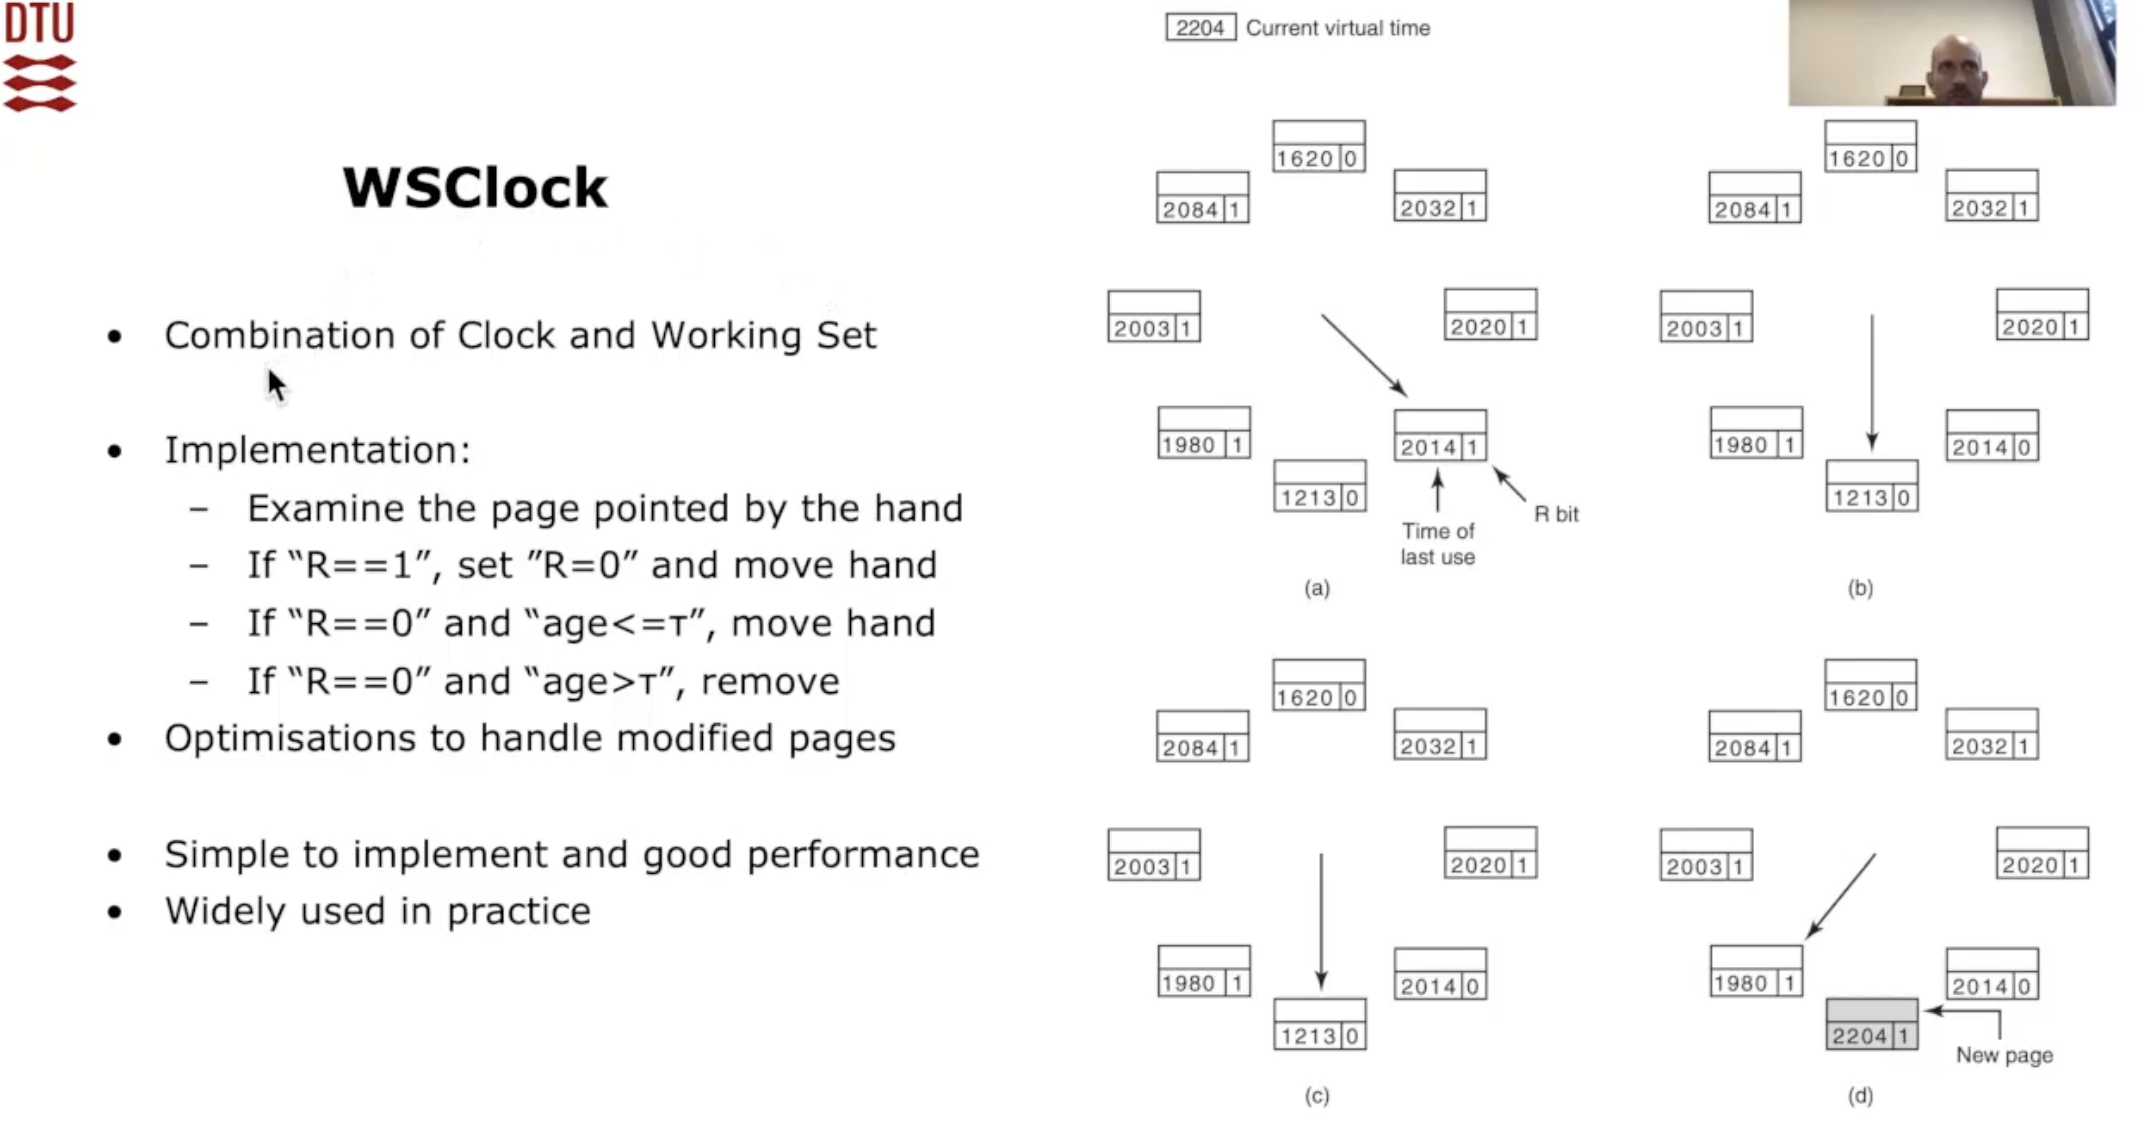 DTU
WSClock
• Combination of Clock and Working Set
• Implementation:
– Examine the page pointed by the hand
– If “R==1”, set ”R=0” and move hand
– If “R==0” and “age<=τ”, move hand
– If “R==0” and “age>τ”, remove
• Optimisations to handle modified pages
• Simple to implement and good performance
• Widely used in practice
2204 Current virtual time
1620 0
2084 1
2032 1
2003 1
2020 1
1980 1
2014 1
1213 0
Time of
last use
R bit
(a)
1620 0
2084 1
2032 1
2003 1
2020 1
1980 1
2014 0
1213 0
(b)
1620 0
2084 1
2032 1
2003 1
2020 1
1980 1
2014 0
1213 0
(c)
1620 0
2084 1
2032 1
2003 1
2020 1
1980 1
2014 0
2204 1
New page
(d)